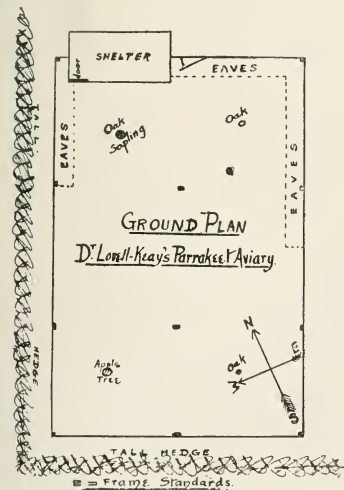 SHELTER
door
EAVES
EAVES
EAVES
TALL
Oak
Sapling
Oak
GROUND PLAN
Dr Lovell-Keay's Parrakeet Aviary.
HEDGE
Apple
Tree
Oak
N
W
TALL HEDGE
= Frame Standards.